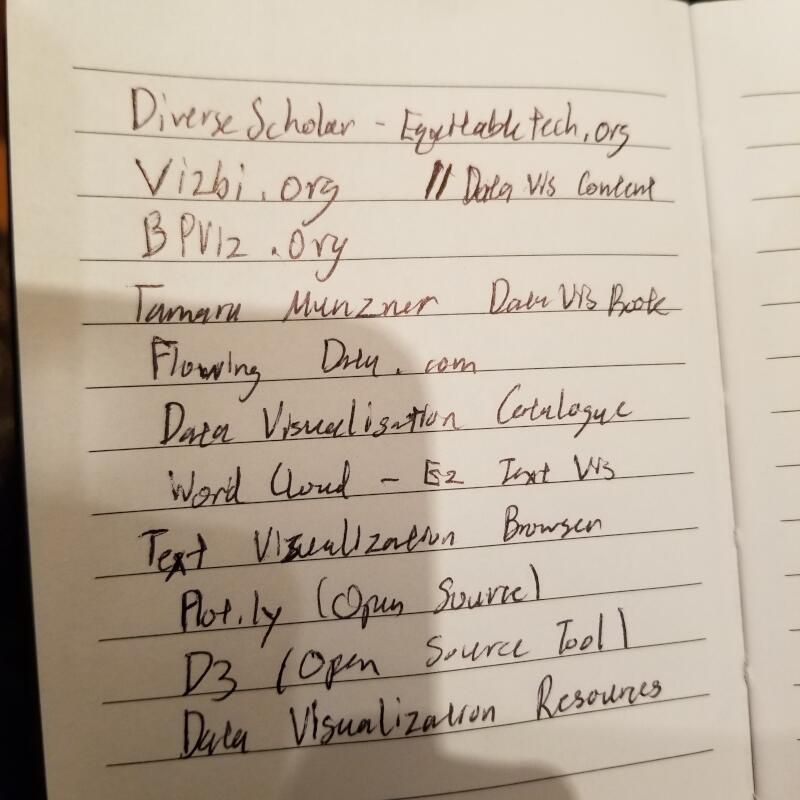 Diverse Scholar - Equitabletech.org
Vizbi.org // Data Vis Content
BPViz.org
Tamara Munzner Data Vis Book
Flowing Data.com
Data Visualisation Catalogue
Word Cloud - Ez Text Vis
Text Visualization Browser
Plot.ly (Open Source)
D3 (Open Source Tool)
Data Visualization Resources